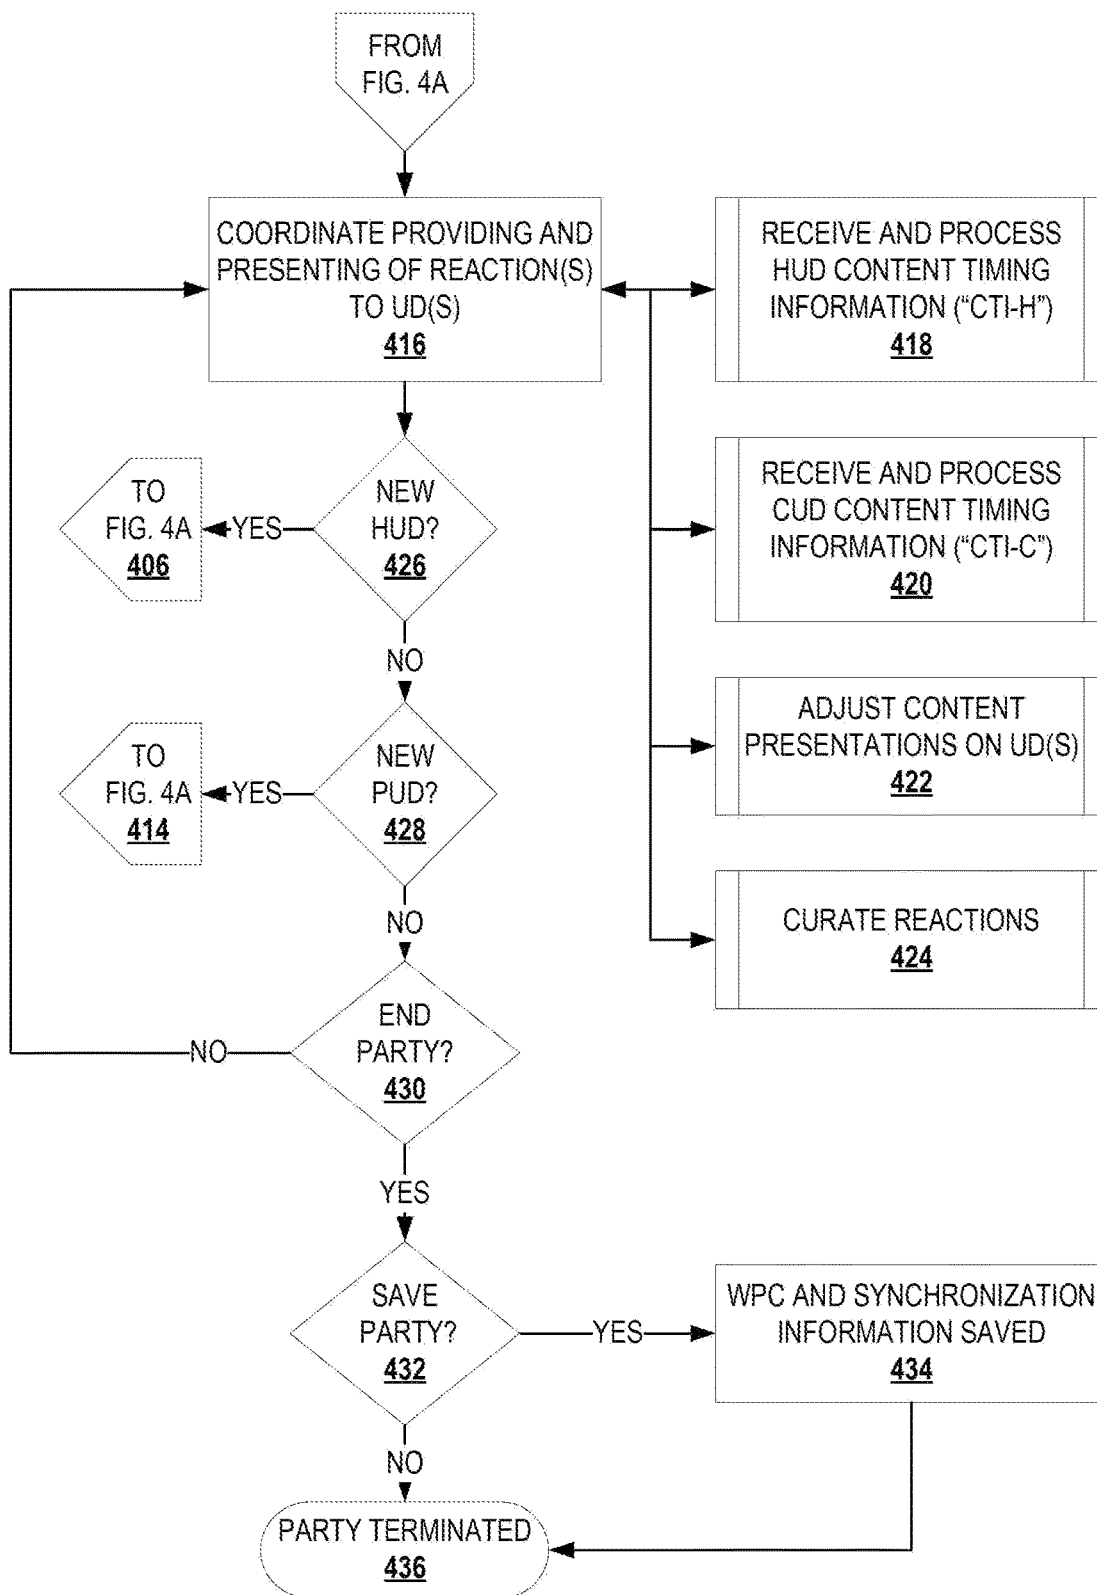 FROM
FIG. 4A
COORDINATE PROVIDING AND
PRESENTING OF REACTION(S)
TO UD(S)
416
RECEIVE AND PROCESS
HUD CONTENT TIMING
INFORMATION (“CTI-H”)
418
RECEIVE AND PROCESS
CUD CONTENT TIMING
INFORMATION (“CTI-C”)
420
ADJUST CONTENT
PRESENTATIONS ON UD(S)
422
CURATE REACTIONS
424
NEW
HUD?
426
YES
TO
FIG. 4A
406
NO
NEW
PUD?
428
YES
TO
FIG. 4A
414
NO
END
PARTY?
430
NO
YES
SAVE
PARTY?
432
YES
WPC AND SYNCHRONIZATION
INFORMATION SAVED
434
NO
PARTY TERMINATED
436